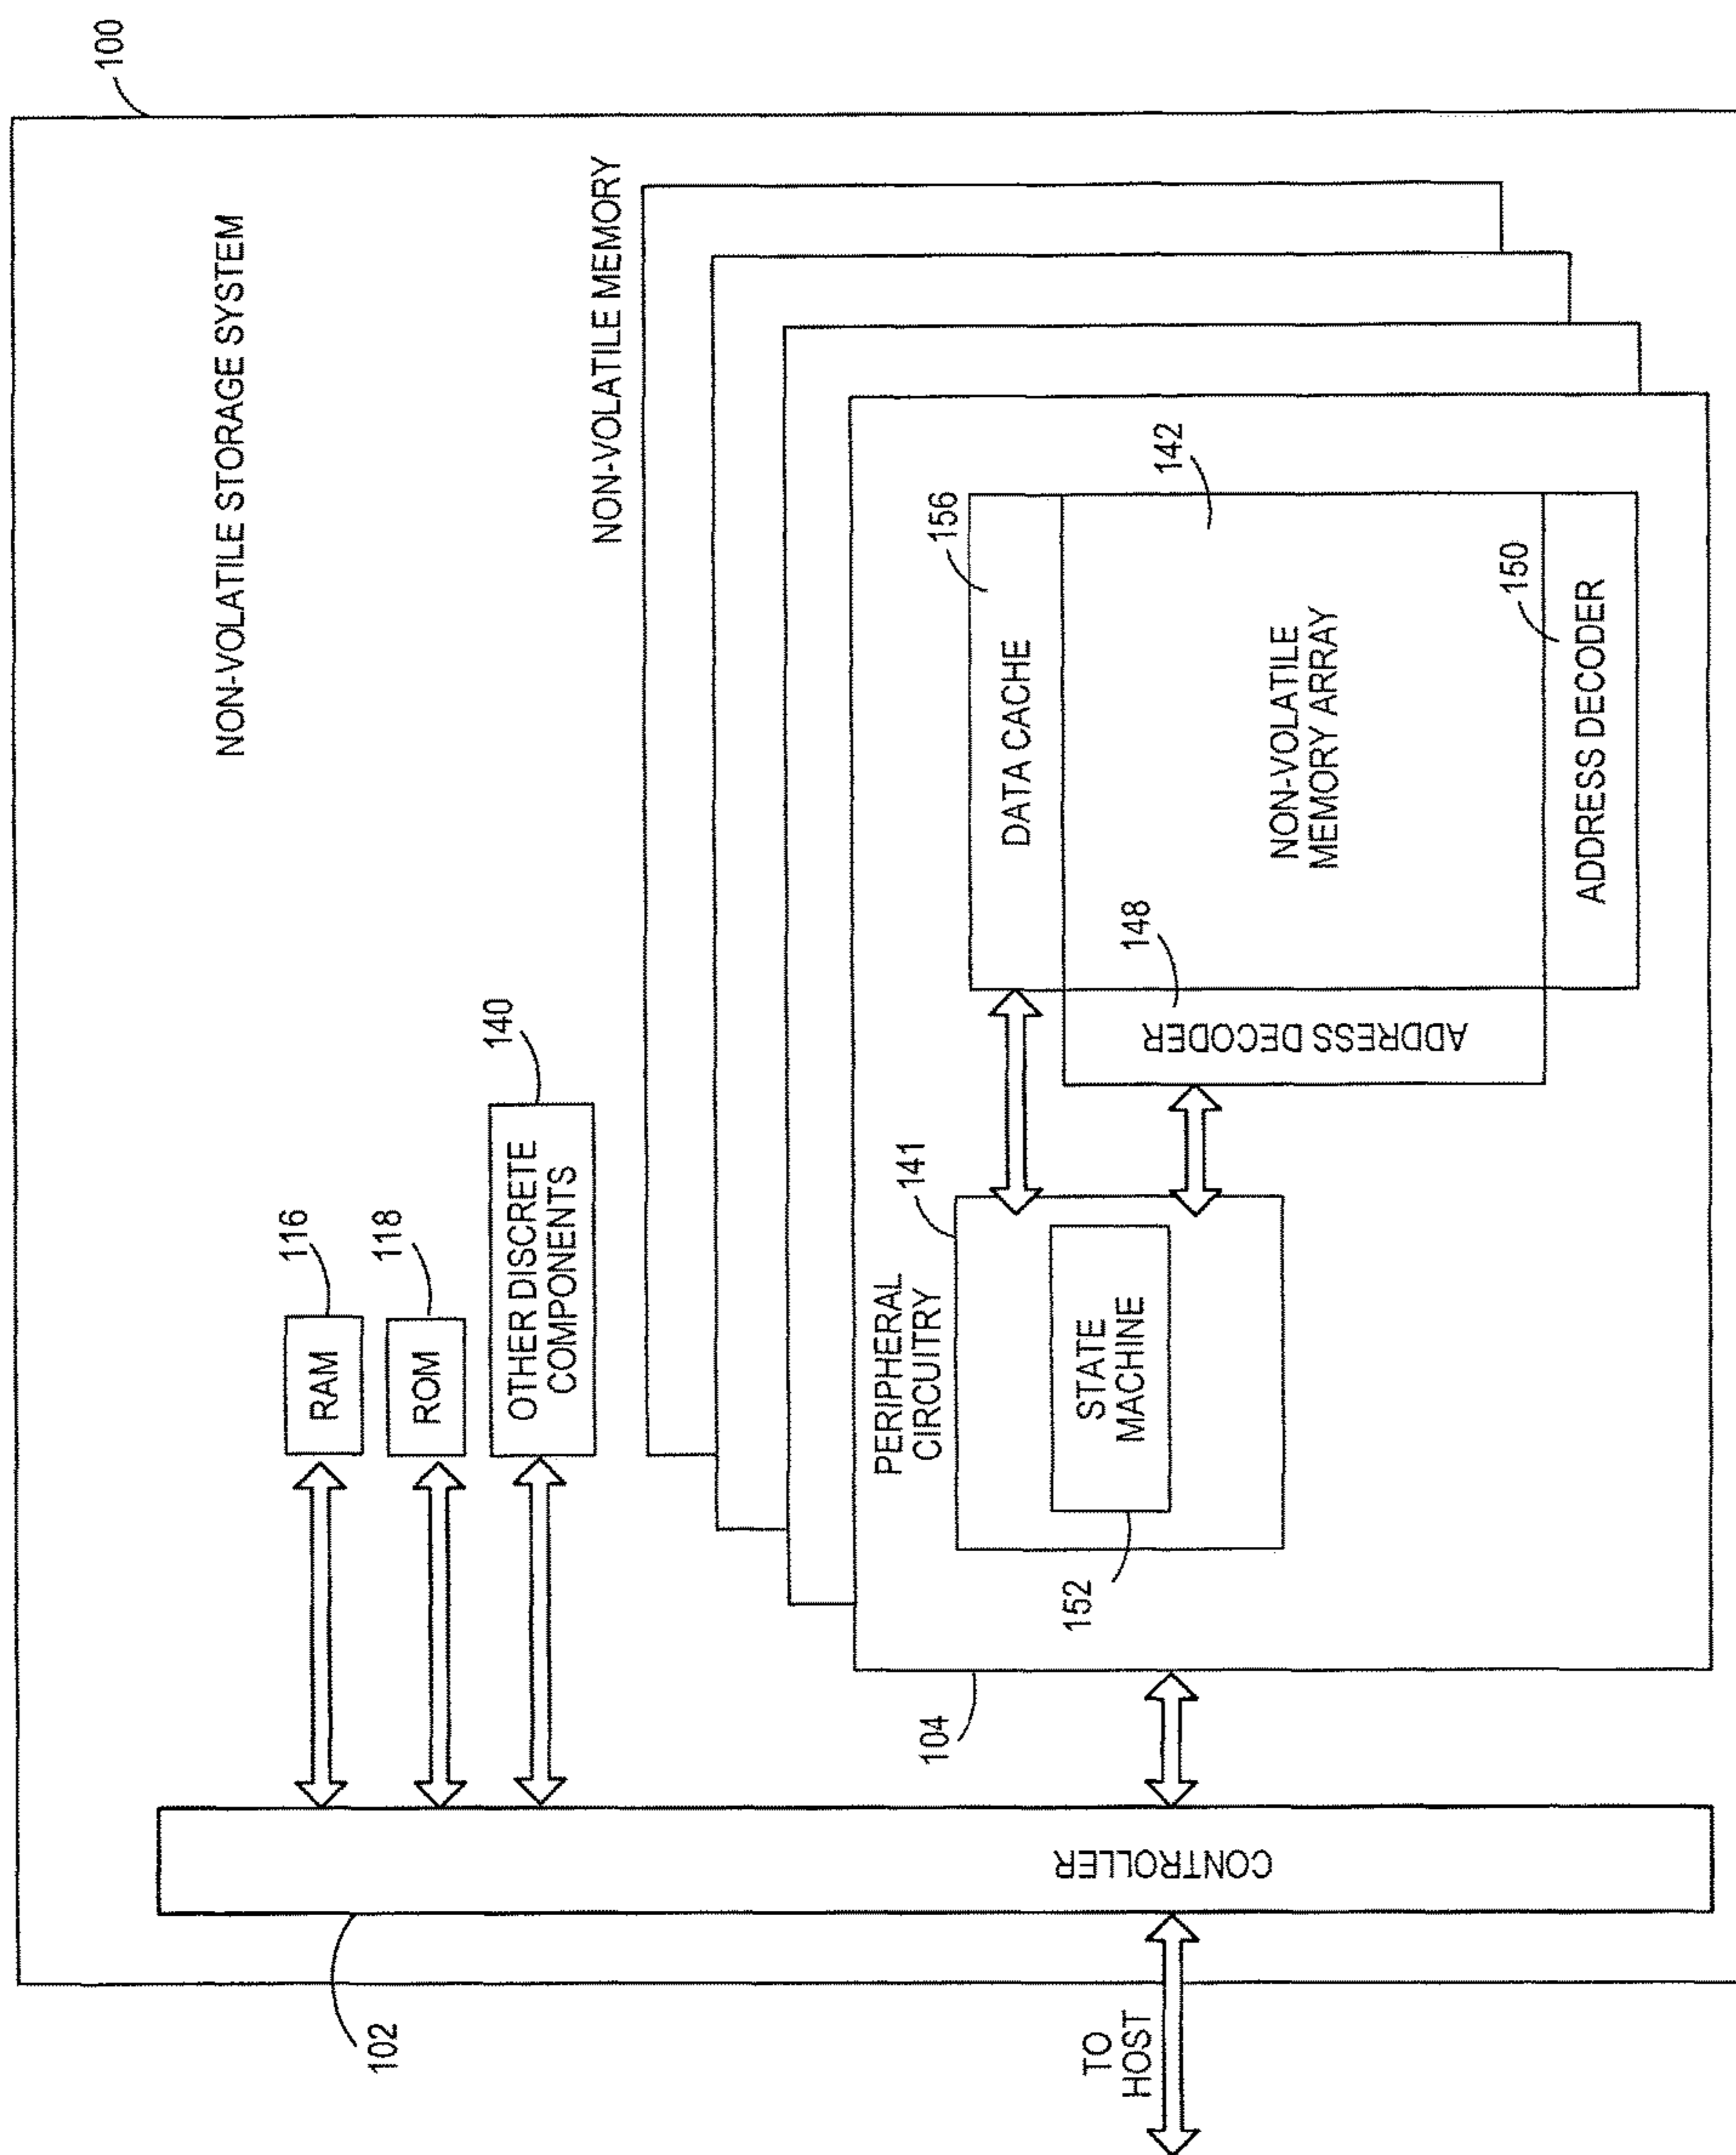 100
NON-VOLATILE STORAGE SYSTEM
116
RAM
118
ROM
140
OTHER DISCRETE
COMPONENTS
NON-VOLATILE MEMORY
102
CONTROLLER
TO
HOST
104
PERIPHERAL
CIRCUITRY
141
STATE
MACHINE
152
156
DATA CACHE
148
ADDRESS DECODER
142
NON-VOLATILE
MEMORY ARRAY
150
ADDRESS DECODER